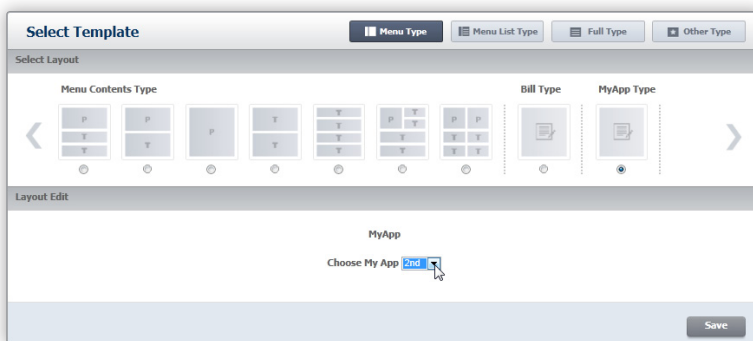 Select Template
Menu Type
Menu List Type
Full Type
Other Type
Select Layout
Menu Contents Type
Bill Type
MyApp Type
P
T
T
P
T
P
T
T
T
T
T
T
P
T
T
T
T
P
P
T
T
T
T
Layout Edit
MyApp
Choose My App 2nd
Save